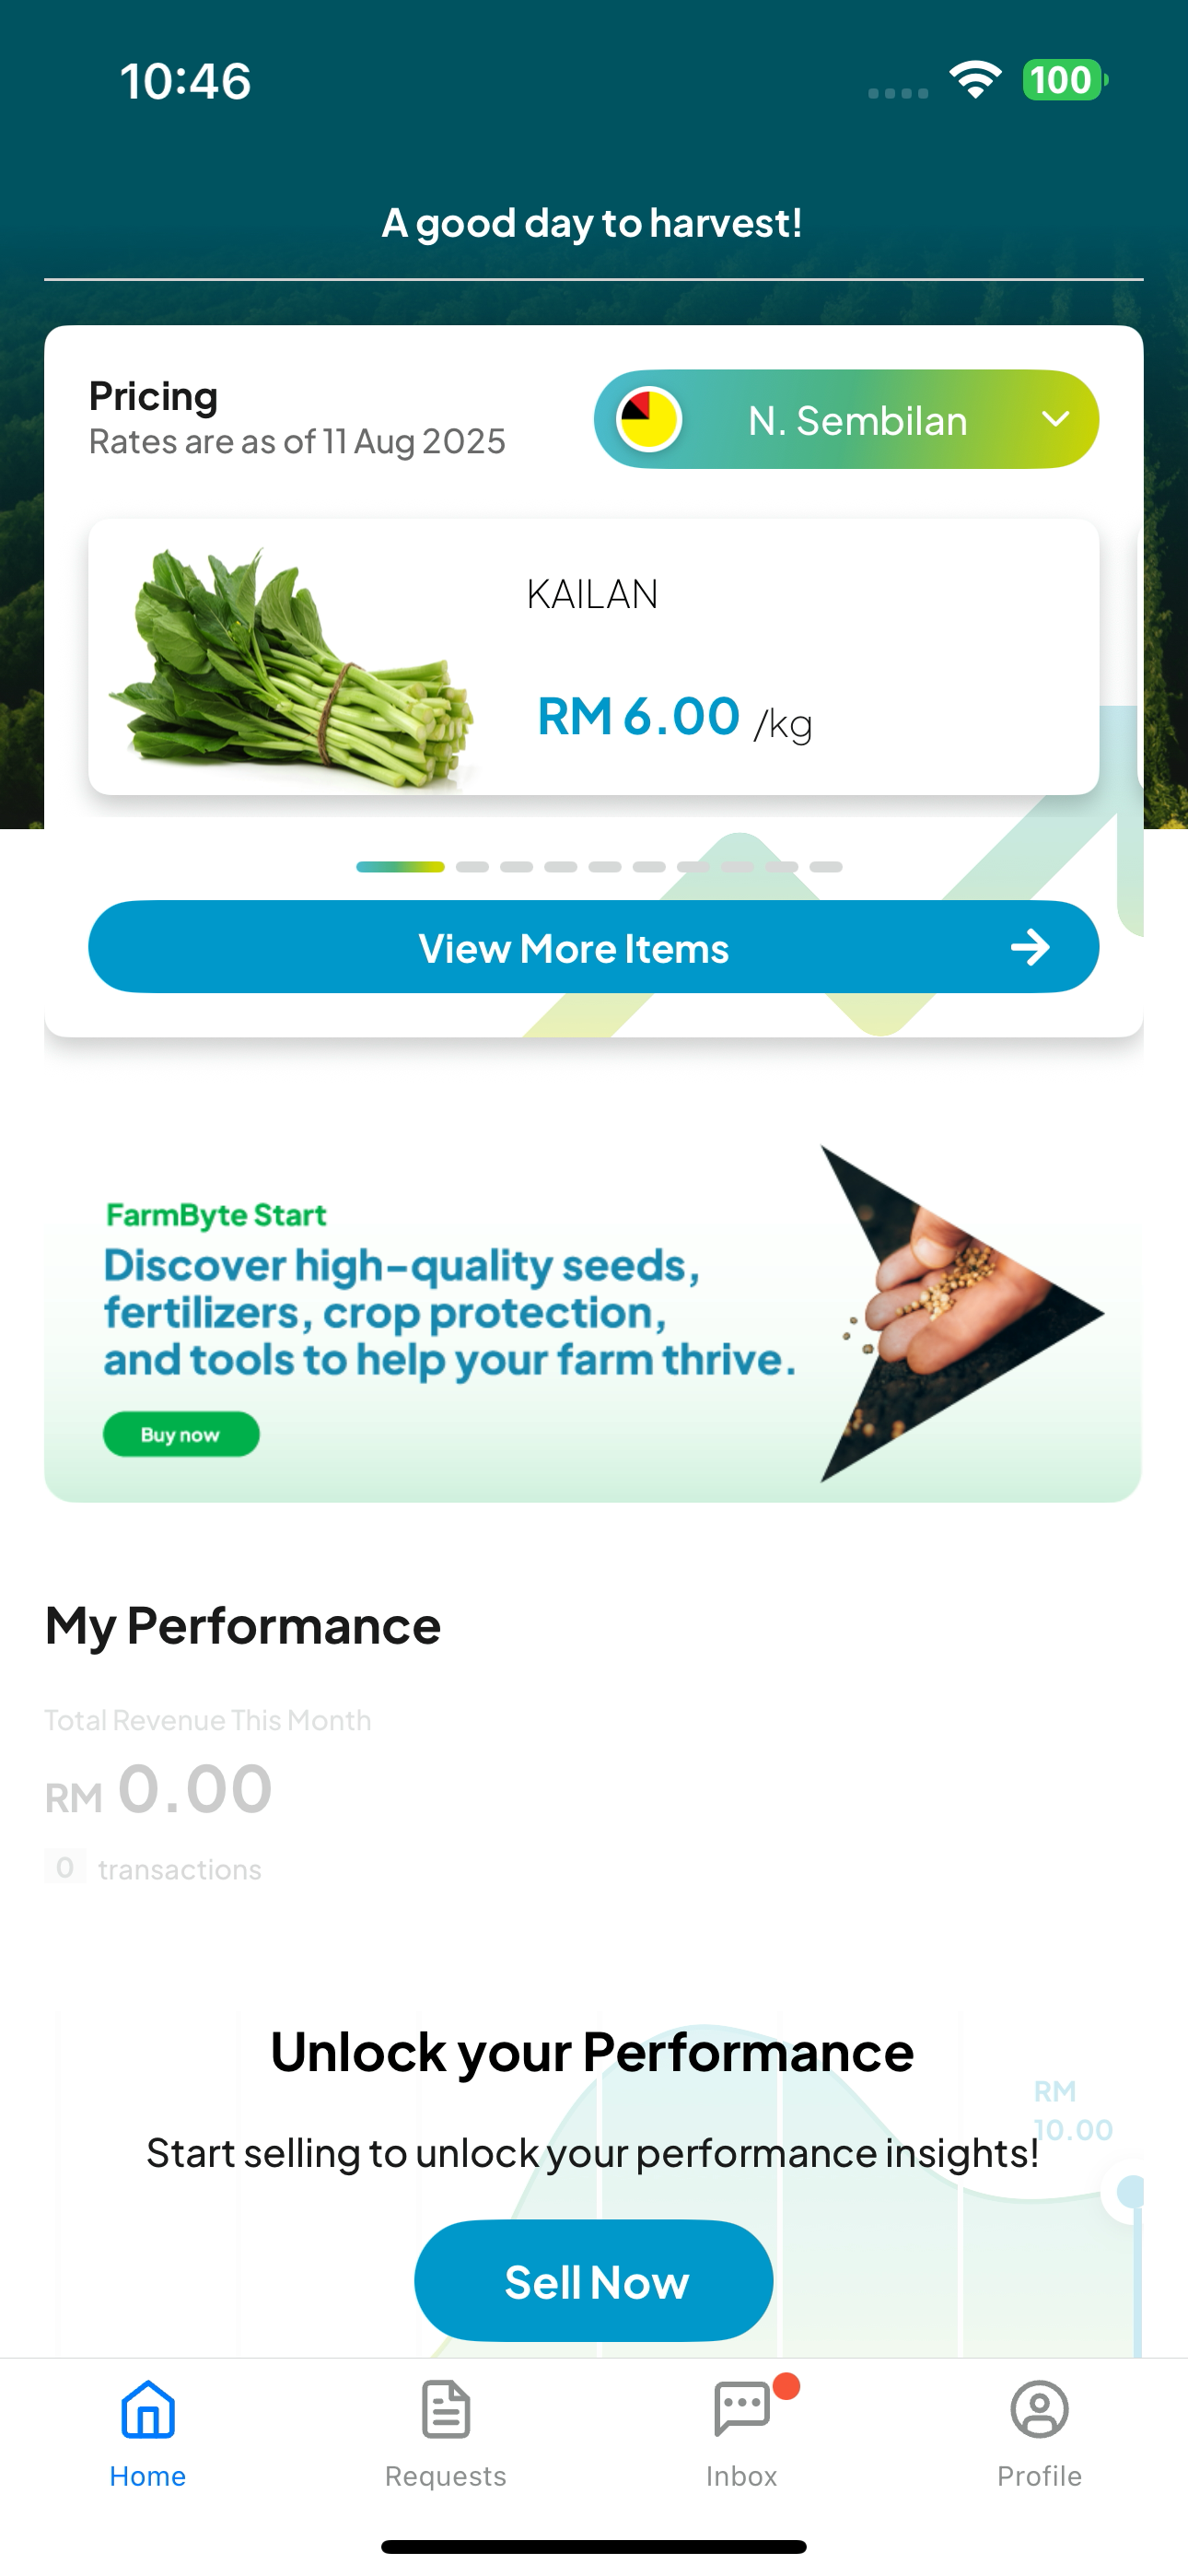 10:46
100
A good day to harvest!
Pricing
Rates are as of 11 Aug 2025
N. Sembilan
KAILAN
RM 6.00 /kg
View More Items
FarmByte Start
Discover high-quality seeds,
fertilizers, crop protection,
and tools to help your farm thrive.
Buy now
My Performance
Total Revenue This Month
RM 0.00
0 transactions
Unlock your Performance
RM
10.00
Start selling to unlock your performance insights!
Sell Now
Home
Requests
Inbox
Profile